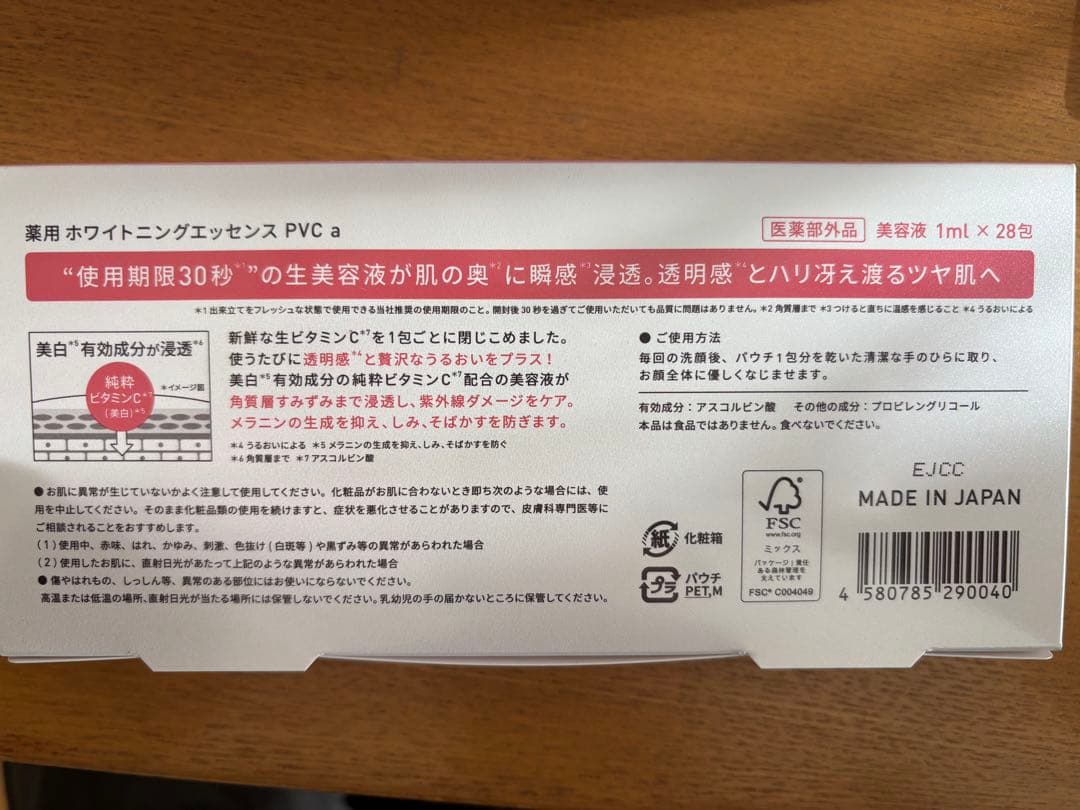 薬用 ホワイトニングエッセンス PVC a
医薬部外品 美容液 1ml × 28包
“使用期限30秒*1”の生美容液が肌の奥*2に瞬感*3浸透。透明感*4とハリ冴え渡るツヤ肌へ
*1 出来立てをフレッシュな状態で使用できる当社推奨の使用期限のこと。開封後30秒を過ぎてご使用いただいても品質に問題はありません。*2 角質層まで *3 つけると直ちに温感を感じること *4 うるおいによる
美白*5有効成分が浸透*6
純粋
ビタミンC*7
(美白)*5
*イメージ図
新鮮な生ビタミンC*7を1包ごとに閉じこめました。
使うたびに透明感*4と贅沢なうるおいをプラス！
美白*5有効成分の純粋ビタミンC*7配合の美容液が
角質層すみずみまで浸透し、紫外線ダメージをケア。
メラニンの生成を抑え、しみ、そばかすを防ぎます。
*4 うるおいによる *5 メラニンの生成を抑え、しみ、そばかすを防ぐ
*6 角質層まで *7 アスコルビン酸
● ご使用方法
毎回の洗顔後、パウチ1包分を乾いた清潔な手のひらに取り、
お顔全体に優しくなじませます。
有効成分：アスコルビン酸 その他の成分：プロピレングリコール
本品は食品ではありません。食べないでください。
● お肌に異常が生じていないかよく注意して使用してください。化粧品がお肌に合わないとき即ち次のような場合には、使
用を中止してください。そのまま化粧品類の使用を続けますと、症状を悪化させることがありますので、皮膚科専門医等に
ご相談されることをおすすめします。
（1）使用中、赤味、はれ、かゆみ、刺激、色抜け（白斑等）や黒ずみ等の異常があらわれた場合
（2）使用したお肌に、直射日光があたって上記のような異常があらわれた場合
● 傷やはれもの、しっしん等、異常のある部位にはお使いにならないでください。
高温または低温の場所、直射日光が当たる場所には保管しないでください。乳幼児の手の届かないところに保管してください。
紙 化粧箱
プラ パウチ
PET,M
FSC
www.fsc.org
ミックス
パッケージ｜責任
ある森林管理を
支えています
FSC® C004049
EJCC
MADE IN JAPAN
4 580785 290040